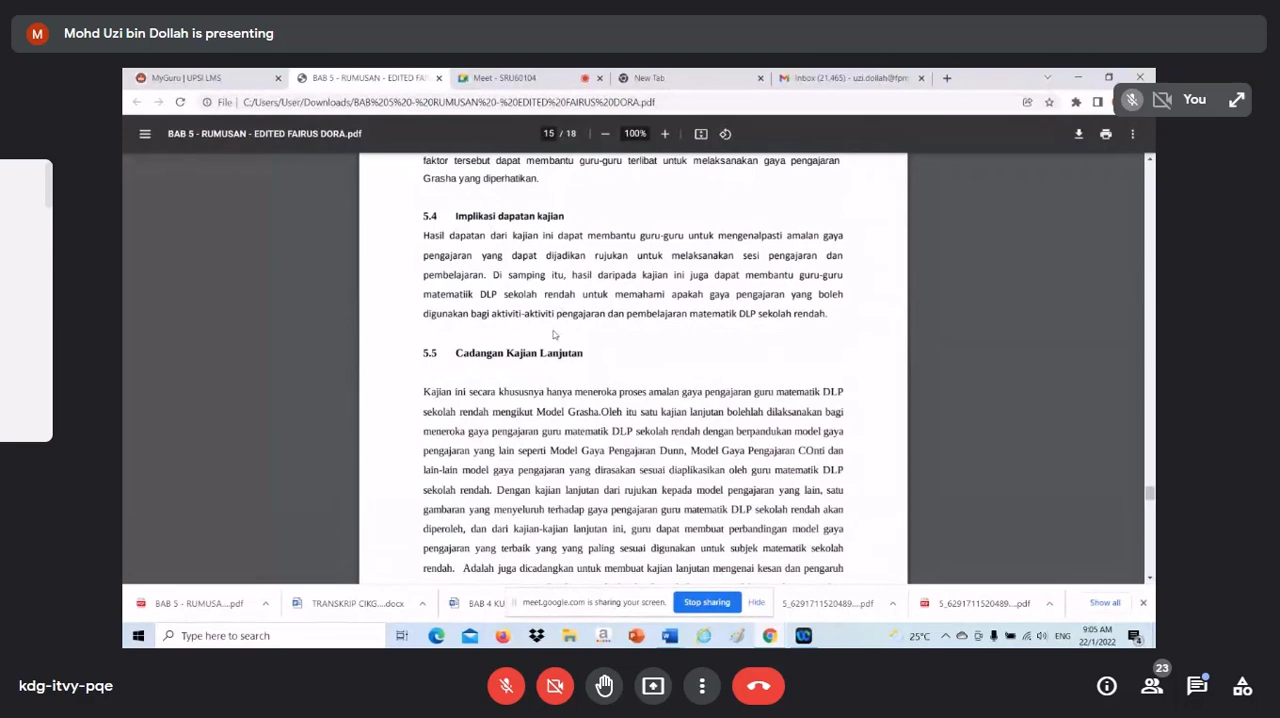 M Mohd Uzi bin Dollah is presenting
MyGuru | UPSI LMS
BAB 5 - RUMUSAN - EDITED FAI
Meet - SRU60104
New Tab
Inbox (21,465) - uzi.dollah@fpm
File C:/Users/User/Downloads/BAB%205%20-%20RUMUSAN%20-%20EDITED%20FAIRUS%20DORA.pdf
You
BAB 5 - RUMUSAN - EDITED FAIRUS DORA.pdf
15 / 18
100%
faktor tersebut dapat membantu guru-guru terlibat untuk melaksanakan gaya pengajaran
Grasha yang diperhatikan.
5.4 Implikasi dapatan kajian
Hasil dapatan dari kajian ini dapat membantu guru-guru untuk mengenalpasti amalan gaya
pengajaran yang dapat dijadikan rujukan untuk melaksanakan sesi pengajaran dan
pembelajaran. Di samping itu, hasil daripada kajian ini juga dapat membantu guru-guru
matematiik DLP sekolah rendah untuk memahami apakah gaya pengajaran yang boleh
digunakan bagi aktiviti-aktiviti pengajaran dan pembelajaran matematik DLP sekolah rendah.
5.5 Cadangan Kajian Lanjutan
Kajian ini secara khususnya hanya meneroka proses amalan gaya pengajaran guru matematik DLP
sekolah rendah mengikut Model Grasha.Oleh itu satu kajian lanjutan bolehlah dilaksanakan bagi
meneroka gaya pengajaran guru matematik DLP sekolah rendah dengan berpandukan model gaya
pengajaran yang lain seperti Model Gaya Pengajaran Dunn, Model Gaya Pengajaran COnti dan
lain-lain model gaya pengajaran yang dirasakan sesuai diaplikasikan oleh guru matematik DLP
sekolah rendah. Dengan kajian lanjutan dari rujukan kepada model pengajaran yang lain, satu
gambaran yang menyeluruh terhadap gaya pengajaran guru matematik DLP sekolah rendah akan
diperoleh, dan dari kajian-kajian lanjutan ini, guru dapat membuat perbandingan model gaya
pengajaran yang terbaik yang yang paling sesuai digunakan untuk subjek matematik sekolah
rendah. Adalah juga dicadangkan untuk membuat kajian lanjutan mengenai kesan dan pengaruh
BAB 5 - RUMUSA....pdf
TRANSKRIP CIKG....docx
BAB 4 KU
meet.google.com is sharing your screen.
Stop sharing
Hide
5_6291711520489....pdf
5_6291711520489....pdf
Show all
Type here to search
25°C
ENG
9:05 AM
22/1/2022
4
kdg-itvy-pqe
23